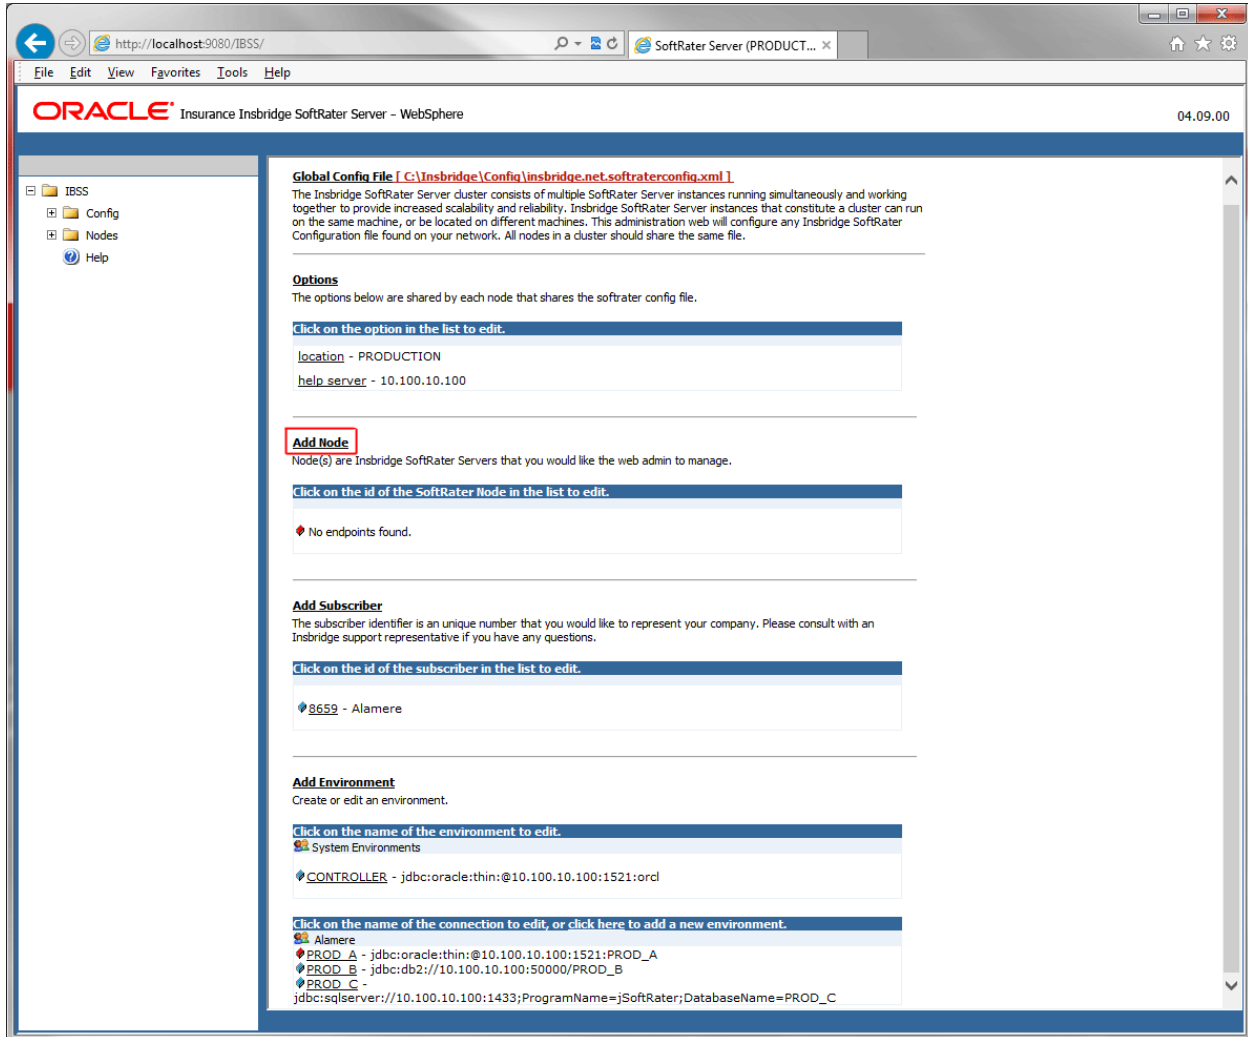 http://localhost:9080/IBSS/
SoftRater Server (PRODUCT...
File Edit View Favorites Tools Help
ORACLE Insurance Insbridge SoftRater Server - WebSphere
04.09.00
IBSS
Config
Nodes
Help
Global Config File [ C:\Insbridge\Config\insbridge.net.softraterconfig.xml ]
The Insbridge SoftRater Server cluster consists of multiple SoftRater Server instances running simultaneously and working
together to provide increased scalability and reliability. Insbridge SoftRater Server instances that constitute a cluster can run
on the same machine, or be located on different machines. This administration web will configure any Insbridge SoftRater
Configuration file found on your network. All nodes in a cluster should share the same file.
Options
The options below are shared by each node that shares the softrater config file.
Click on the option in the list to edit.
location - PRODUCTION
help server - 10.100.10.100
Add Node
Node(s) are Insbridge SoftRater Servers that you would like the web admin to manage.
Click on the id of the SoftRater Node in the list to edit.
No endpoints found.
Add Subscriber
The subscriber identifier is an unique number that you would like to represent your company. Please consult with an
Insbridge support representative if you have any questions.
Click on the id of the subscriber in the list to edit.
8659 - Alamere
Add Environment
Create or edit an environment.
Click on the name of the environment to edit.
System Environments
CONTROLLER - jdbc:oracle:thin:@10.100.10.100:1521:orcl
Click on the name of the connection to edit, or click here to add a new environment.
Alamere
PROD_A - jdbc:oracle:thin:@10.100.10.100:1521:PROD_A
PROD_B - jdbc:db2://10.100.10.100:50000/PROD_B
PROD_C -
jdbc:sqlserver://10.100.10.100:1433;ProgramName=jSoftRater;DatabaseName=PROD_C